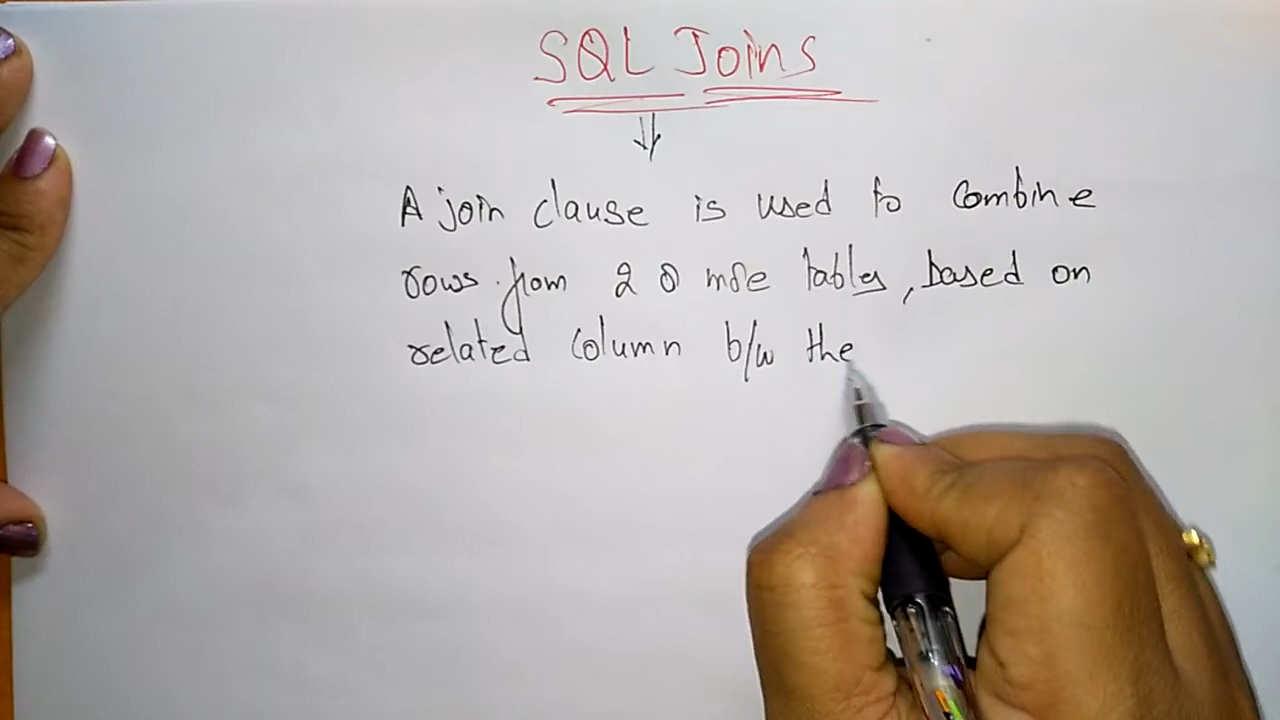 SQL Joins
A join clause is used to combine
rows from 2 or more tables, based on
related column b/w the